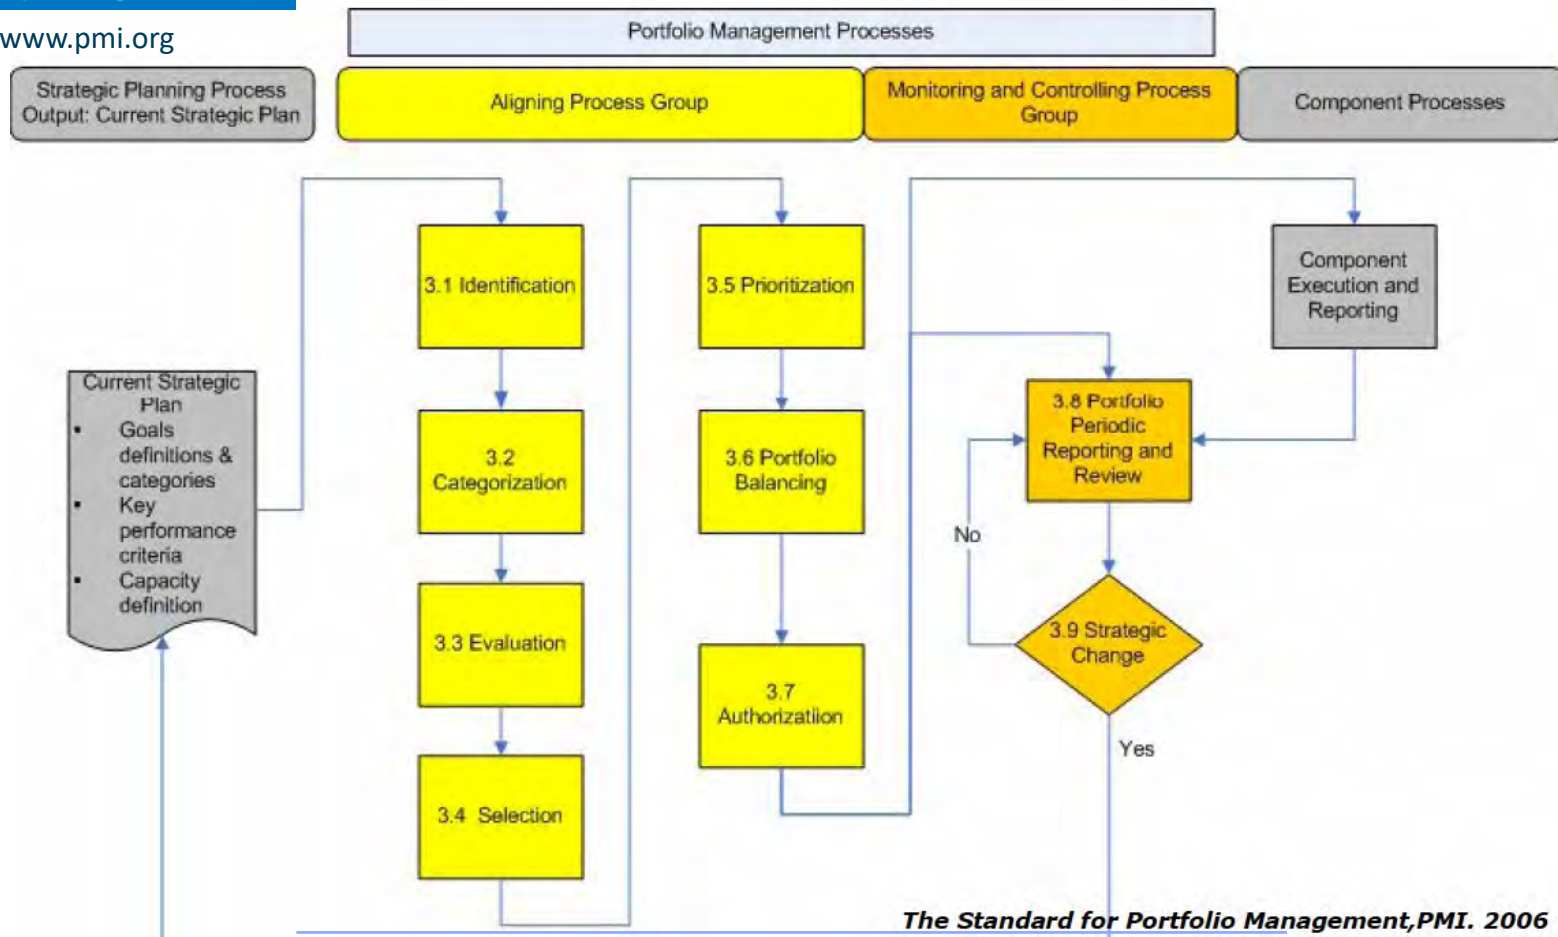 www.pmi.org
Portfolio Management Processes
Strategic Planning Process
Output: Current Strategic Plan
Aligning Process Group
Monitoring and Controlling Process
Group
Component Processes
3.1 Identification
3.5 Prioritization
Component
Execution and
Reporting
Current Strategic
Plan
▪ Goals
definitions &
categories
▪ Key
performance
criteria
▪ Capacity
definition
3.2
Categorization
3.6 Portfolio
Balancing
3.8 Portfolio
Periodic
Reporting and
Review
No
3.3 Evaluation
3.7
Authorizatiion
3.9 Strategic
Change
Yes
3.4 Selection
The Standard for Portfolio Management,PMI. 2006